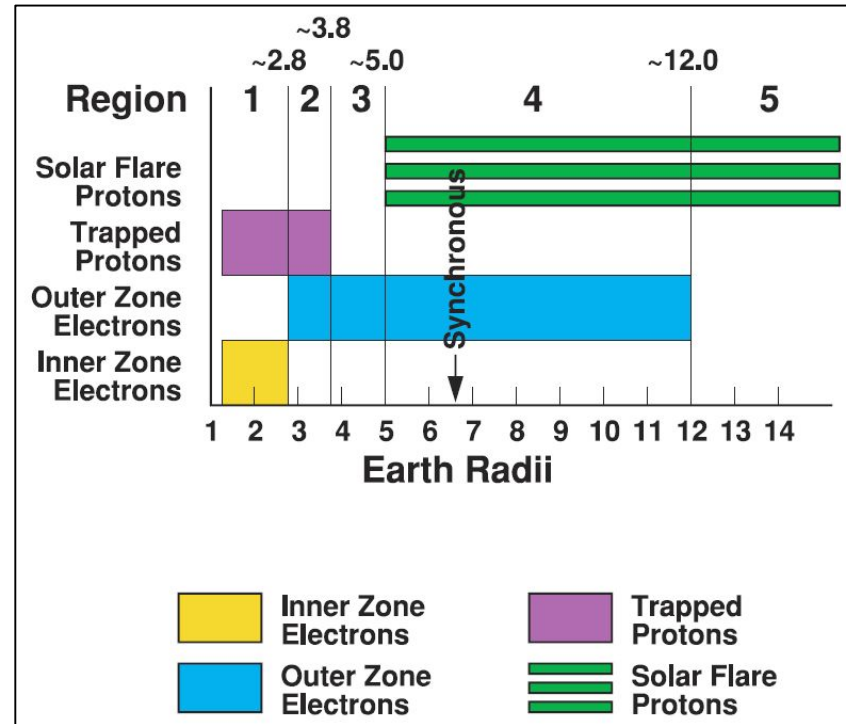 ~3.8
~2.8 ~5.0 ~12.0
Region 1 2 3 4 5
Solar Flare
Protons
Trapped
Protons
Outer Zone
Electrons
Inner Zone
Electrons
Synchronous
1 2 3 4 5 6 7 8 9 10 11 12 13 14
Earth Radii
Inner Zone
Electrons
Trapped
Protons
Outer Zone
Electrons
Solar Flare
Protons